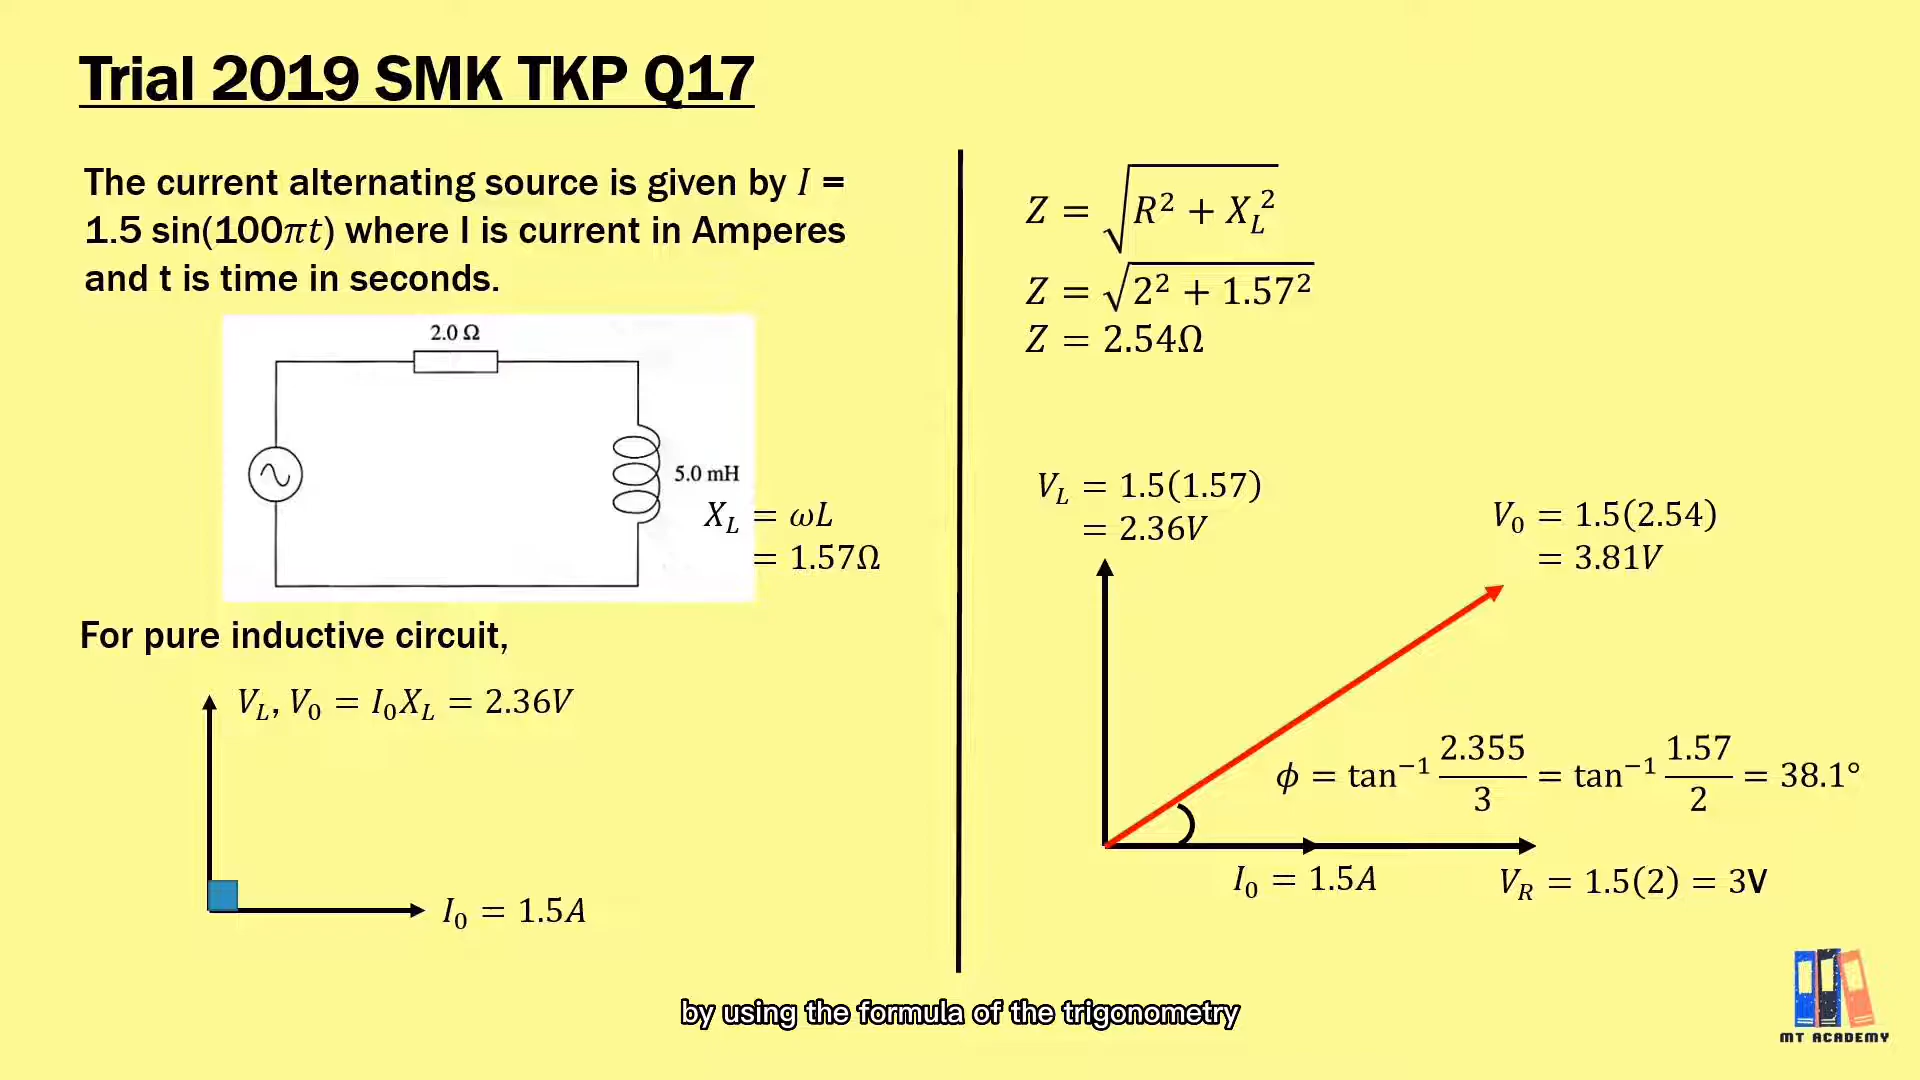 Trial 2019 SMK TKP Q17
The current alternating source is given by I =
1.5 sin(100πt) where I is current in Amperes
and t is time in seconds.
2.0 Ω
5.0 mH
X_L = ωL
= 1.57Ω
For pure inductive circuit,
V_L, V_0 = I_0X_L = 2.36V
I_0 = 1.5A
Z = √(R² + X_L²)
Z = √(2² + 1.57²)
Z = 2.54Ω
V_L = 1.5(1.57)
= 2.36V
V_0 = 1.5(2.54)
= 3.81V
ϕ = tan⁻¹ 2.355/3 = tan⁻¹ 1.57/2 = 38.1°
I_0 = 1.5A
V_R = 1.5(2) = 3V
by using the formula of the trigonometry
MT ACADEMY